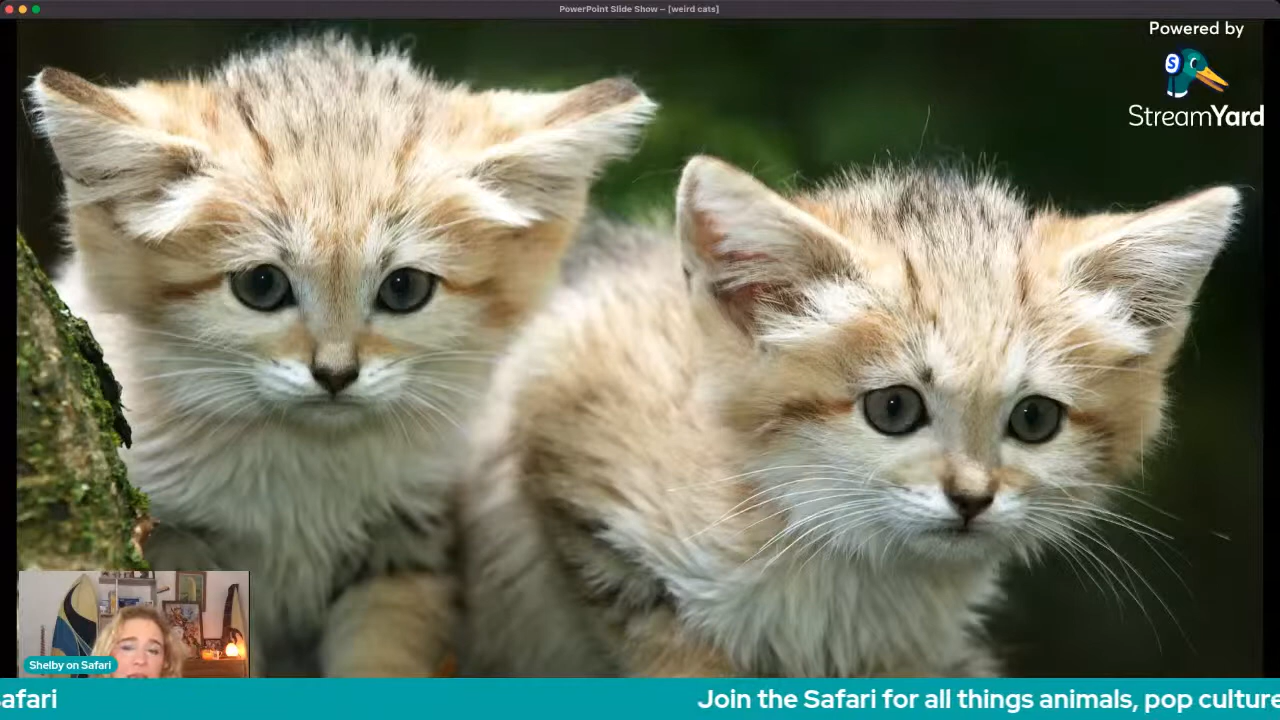 PowerPoint Slide Show – [weird cats]
Powered by
StreamYard
Shelby on Safari
afari
Join the Safari for all things animals, pop culture